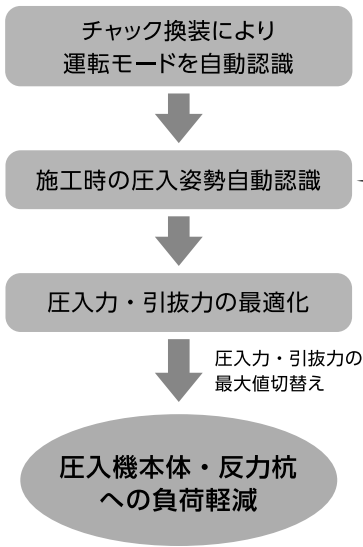 チャック換装により
運転モードを自動認識
施工時の圧入姿勢自動認識
圧入力・引抜力の最適化
圧入力・引抜力の
最大値切替え
圧入機本体・反力杭
への負荷軽減